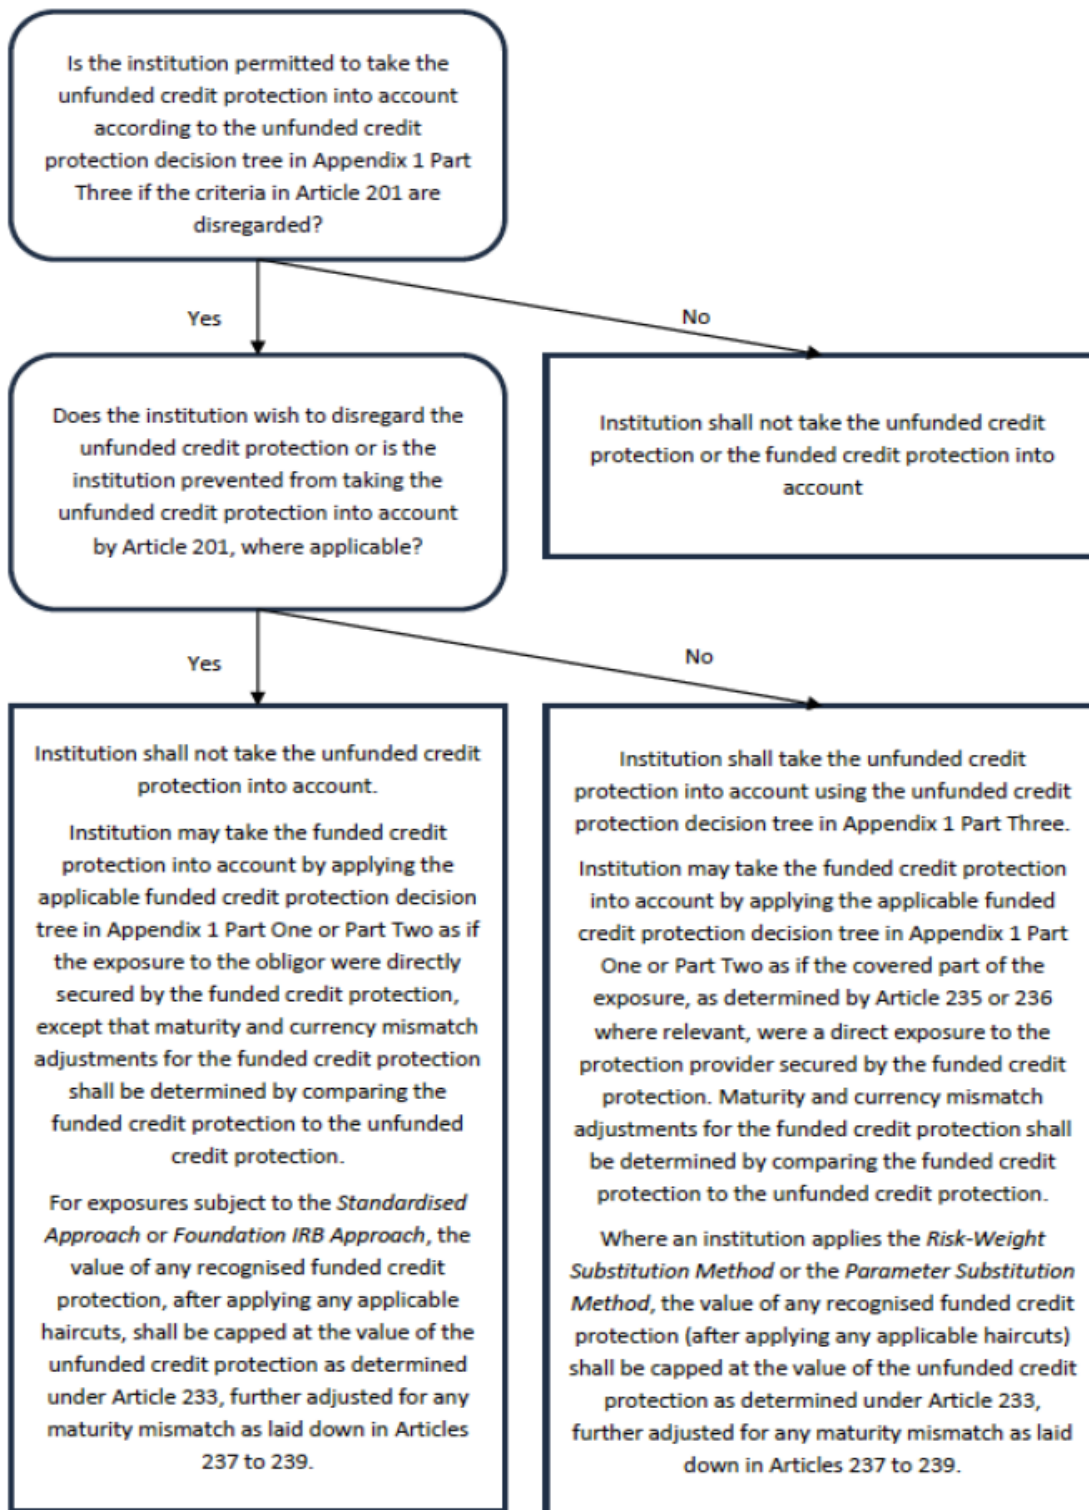 Is the institution permitted to take the
unfunded credit protection into account
according to the unfunded credit
protection decision tree in Appendix 1 Part
Three if the criteria in Article 201 are
disregarded?
Yes
No
Does the institution wish to disregard the
unfunded credit protection or is the
institution prevented from taking the
unfunded credit protection into account
by Article 201, where applicable?
Institution shall not take the unfunded credit
protection or the funded credit protection into
account
Yes
No
Institution shall not take the unfunded credit
protection into account.
Institution may take the funded credit
protection into account by applying the
applicable funded credit protection decision
tree in Appendix 1 Part One or Part Two as if
the exposure to the obligor were directly
secured by the funded credit protection,
except that maturity and currency mismatch
adjustments for the funded credit protection
shall be determined by comparing the
funded credit protection to the unfunded
credit protection.
For exposures subject to the Standardised
Approach or Foundation IRB Approach, the
value of any recognised funded credit
protection, after applying any applicable
haircuts, shall be capped at the value of the
unfunded credit protection as determined
under Article 233, further adjusted for any
maturity mismatch as laid down in Articles
237 to 239.
Institution shall take the unfunded credit
protection into account using the unfunded credit
protection decision tree in Appendix 1 Part Three.
Institution may take the funded credit protection
into account by applying the applicable funded
credit protection decision tree in Appendix 1 Part
One or Part Two as if the covered part of the
exposure, as determined by Article 235 or 236
where relevant, were a direct exposure to the
protection provider secured by the funded credit
protection. Maturity and currency mismatch
adjustments for the funded credit protection shall
be determined by comparing the funded credit
protection to the unfunded credit protection.
Where an institution applies the Risk-Weight
Substitution Method or the Parameter Substitution
Method, the value of any recognised funded credit
protection (after applying any applicable haircuts)
shall be capped at the value of the unfunded credit
protection as determined under Article 233,
further adjusted for any maturity mismatch as laid
down in Articles 237 to 239.